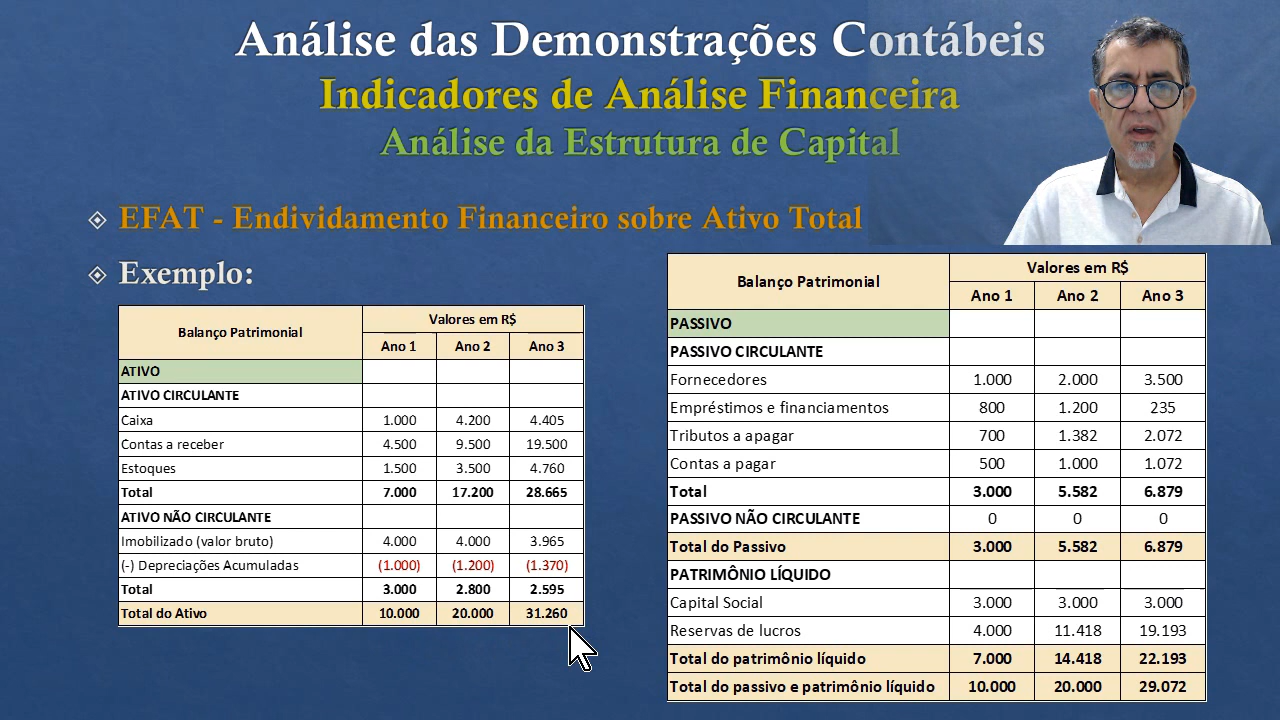 Análise das Demonstrações Contábeis
Indicadores de Análise Financeira
Análise da Estrutura de Capital
EFAT - Endividamento Financeiro sobre Ativo Total
Exemplo:
Balanço Patrimonial Valores em R$
Ano 1 Ano 2 Ano 3
ATIVO
ATIVO CIRCULANTE
Caixa 1.000 4.200 4.405
Contas a receber 4.500 9.500 19.500
Estoques 1.500 3.500 4.760
Total 7.000 17.200 28.665
ATIVO NÃO CIRCULANTE
Imobilizado (valor bruto) 4.000 4.000 3.965
(-) Depreciações Acumuladas (1.000) (1.200) (1.370)
Total 3.000 2.800 2.595
Total do Ativo 10.000 20.000 31.260
Balanço Patrimonial Valores em R$
Ano 1 Ano 2 Ano 3
PASSIVO
PASSIVO CIRCULANTE
Fornecedores 1.000 2.000 3.500
Empréstimos e financiamentos 800 1.200 235
Tributos a apagar 700 1.382 2.072
Contas a pagar 500 1.000 1.072
Total 3.000 5.582 6.879
PASSIVO NÃO CIRCULANTE 0 0 0
Total do Passivo 3.000 5.582 6.879
PATRIMÔNIO LÍQUIDO
Capital Social 3.000 3.000 3.000
Reservas de lucros 4.000 11.418 19.193
Total do patrimônio líquido 7.000 14.418 22.193
Total do passivo e patrimônio líquido 10.000 20.000 29.072